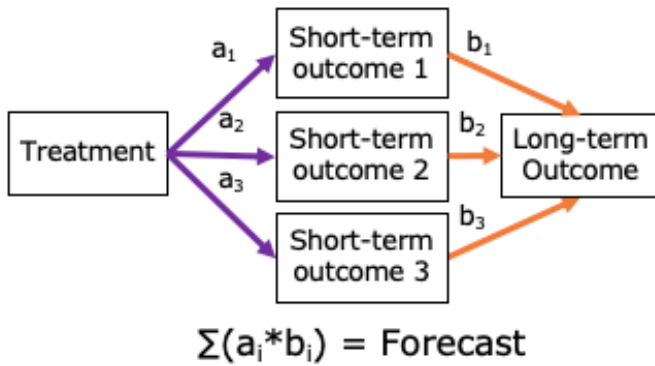 Short-term
outcome 1
a₁
b₁
Treatment
a₂
Short-term
outcome 2
b₂
Long-term
Outcome
a₃
Short-term
outcome 3
b₃
Σ(aᵢ*bᵢ) = Forecast